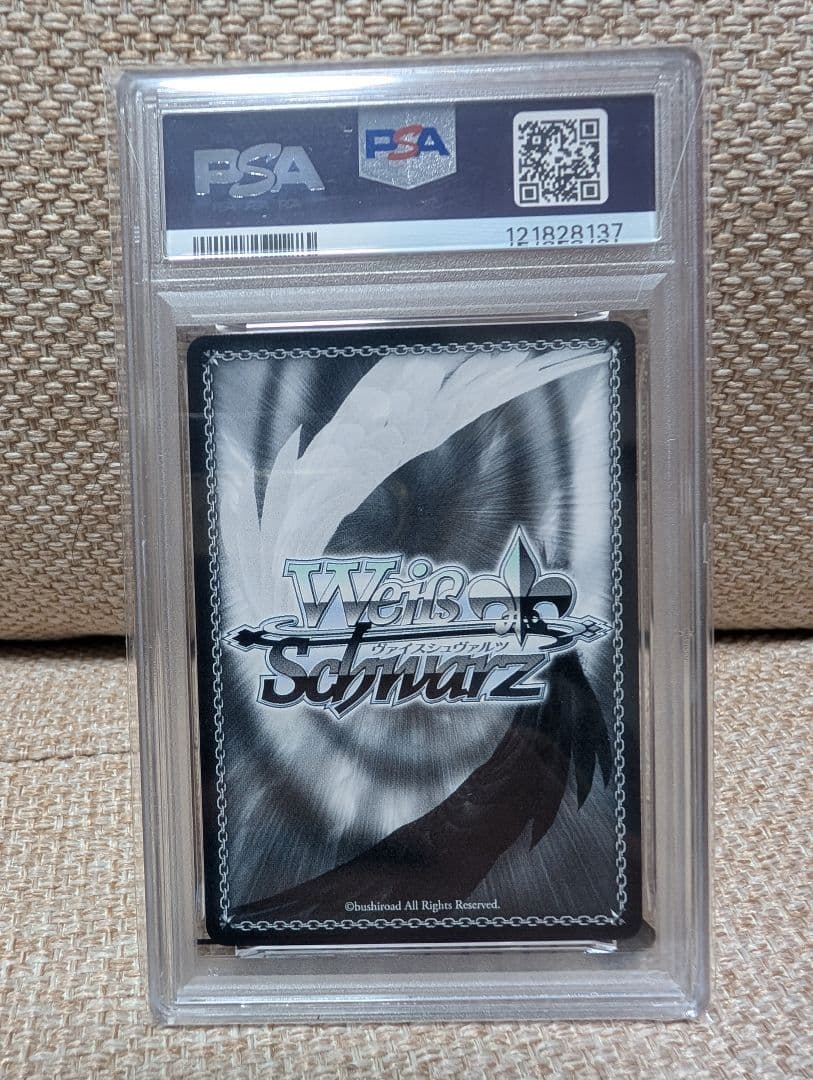 PSA
PSA
121828137
Weiß
ヴァイスシュヴァルツ
Schwarz
©bushiroad All Rights Reserved.